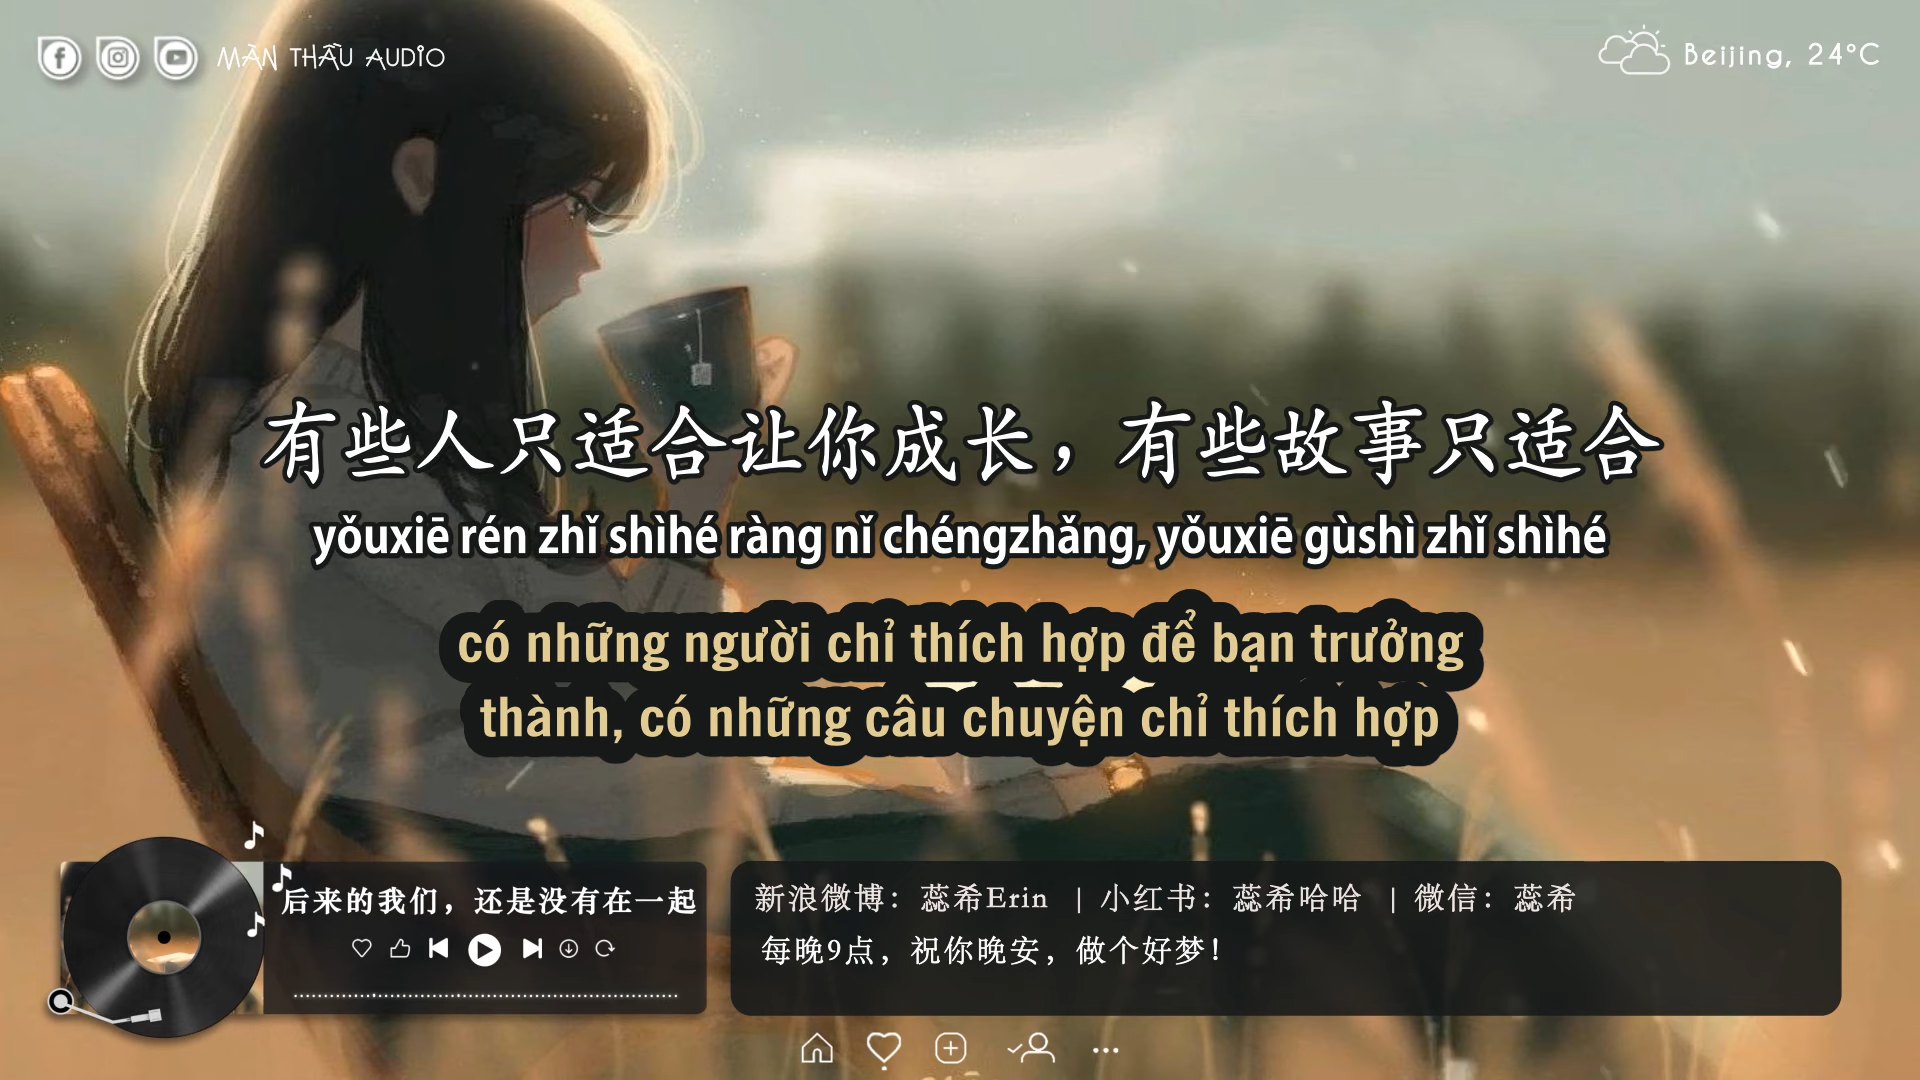 MÀN THẦU AUDIO
Beijing, 24°C
有些人只适合让你成长，有些故事只适合
yǒuxiē rén zhǐ shìhé ràng nǐ chéngzhǎng, yǒuxiē gùshì zhǐ shìhé
có những người chỉ thích hợp để bạn trưởng
thành, có những câu chuyện chỉ thích hợp
后来的我们，还是没有在一起
新浪微博：蕊希Erin | 小红书：蕊希哈哈 | 微信：蕊希
每晚9点，祝你晚安，做个好梦！